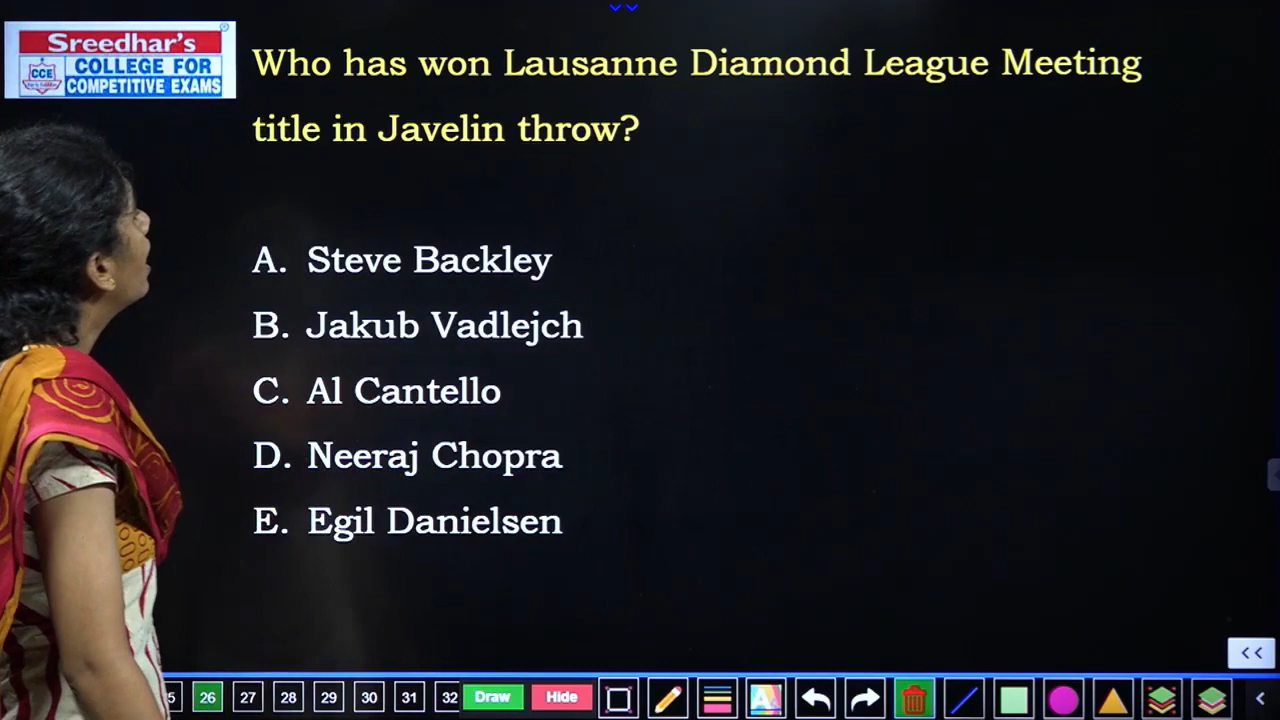 Sreedhar's
CCE
COLLEGE FOR
COMPETITIVE EXAMS
Who has won Lausanne Diamond League Meeting
title in Javelin throw?
A. Steve Backley
B. Jakub Vadlejch
C. Al Cantello
D. Neeraj Chopra
E. Egil Danielsen
5 26 27 28 29 30 31 32 Draw Hide